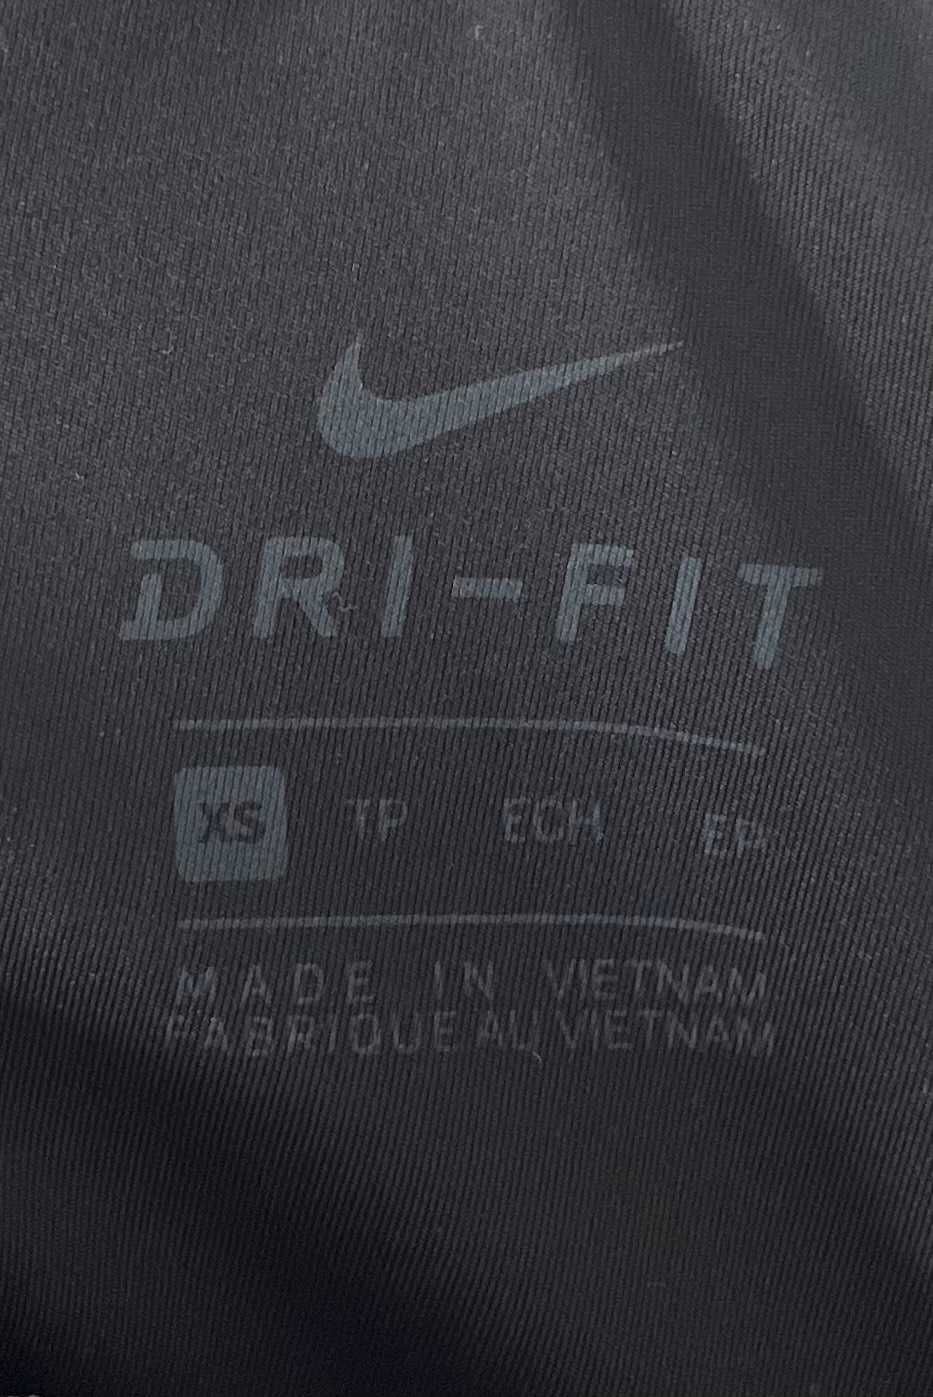 DRI-FIT
XS TP ECH EP
MADE IN VIETNAM
FABRIQUE AU VIETNAM